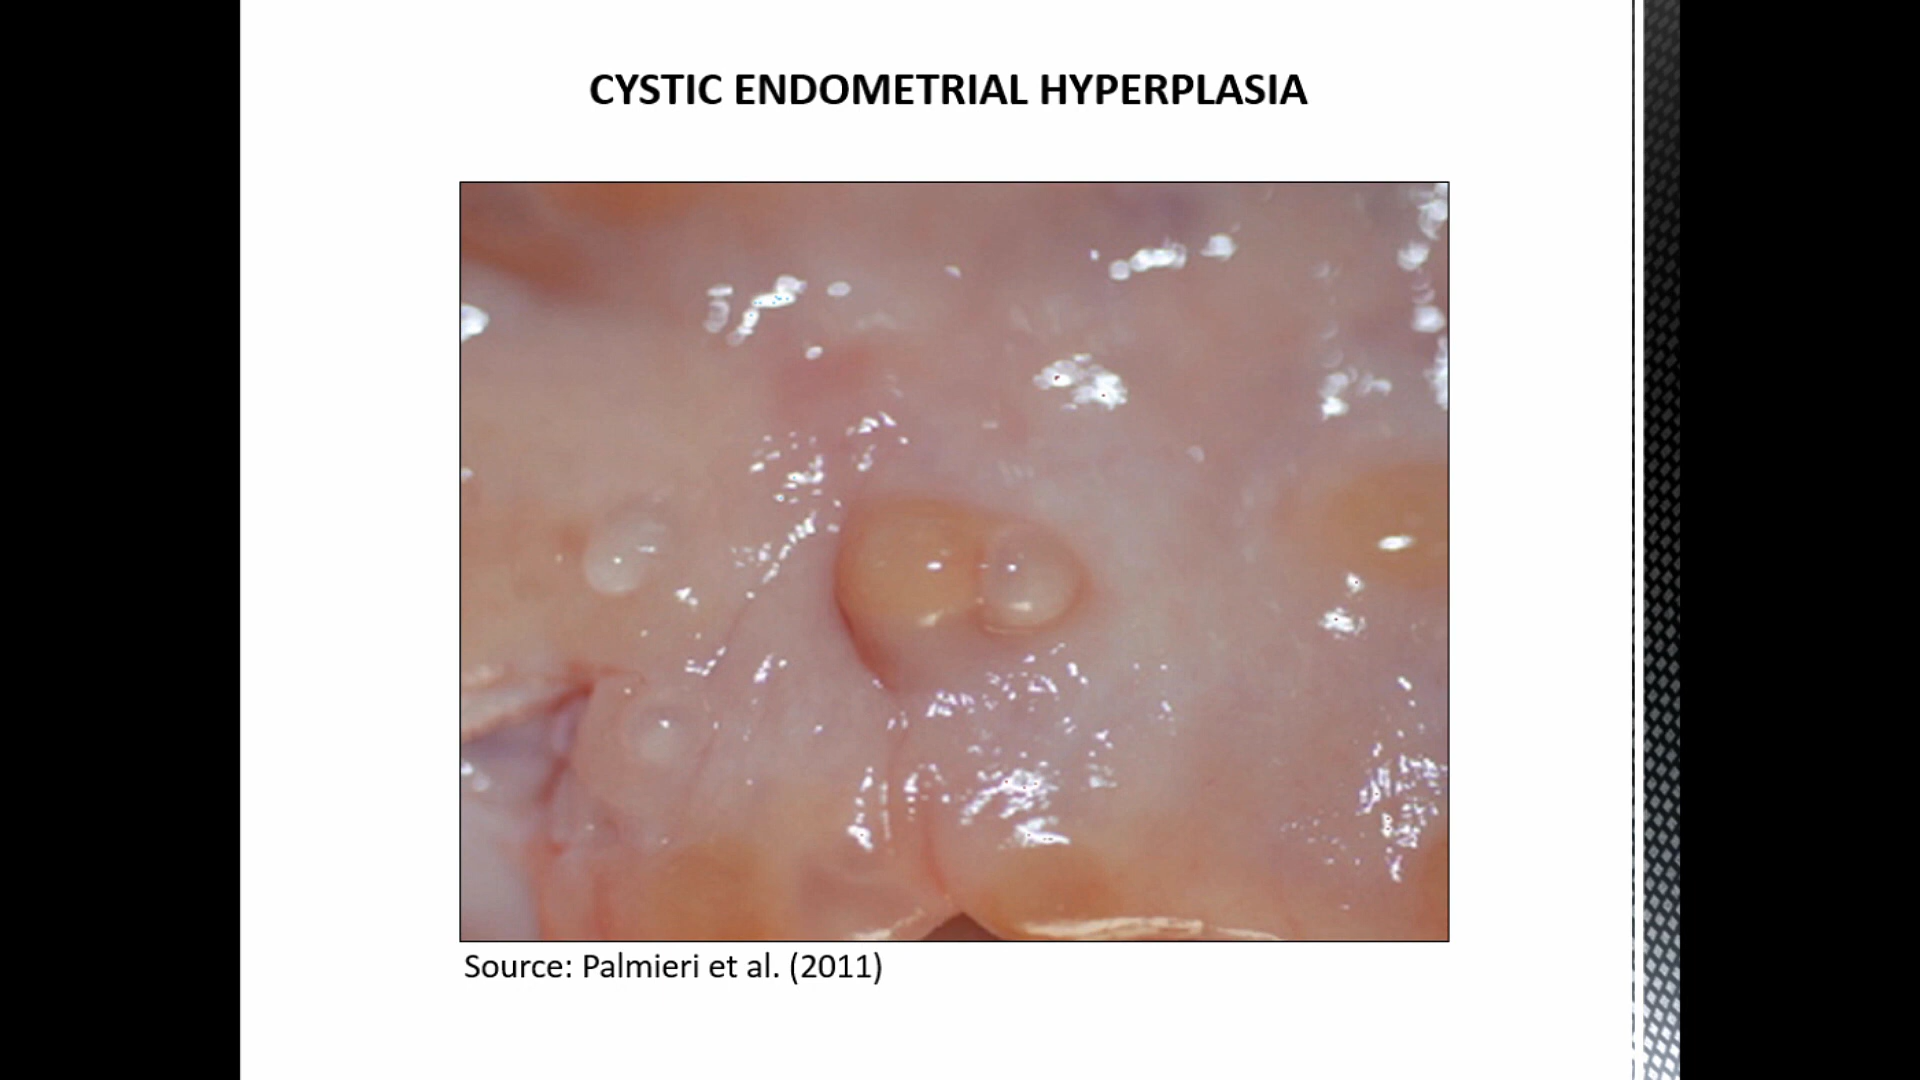 CYSTIC ENDOMETRIAL HYPERPLASIA
Source: Palmieri et al. (2011)